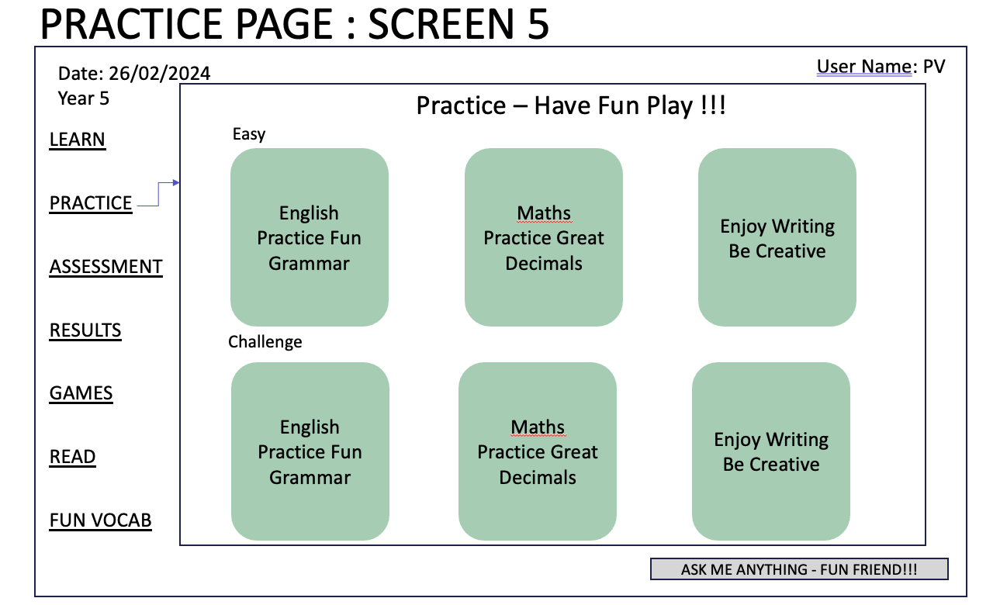 PRACTICE PAGE : SCREEN 5
Date: 26/02/2024
Year 5
User Name: PV
LEARN
PRACTICE
ASSESSMENT
RESULTS
GAMES
READ
FUN VOCAB
Practice – Have Fun Play !!!
Easy
English
Practice Fun
Grammar
Maths
Practice Great
Decimals
Enjoy Writing
Be Creative
Challenge
English
Practice Fun
Grammar
Maths
Practice Great
Decimals
Enjoy Writing
Be Creative
ASK ME ANYTHING - FUN FRIEND!!!